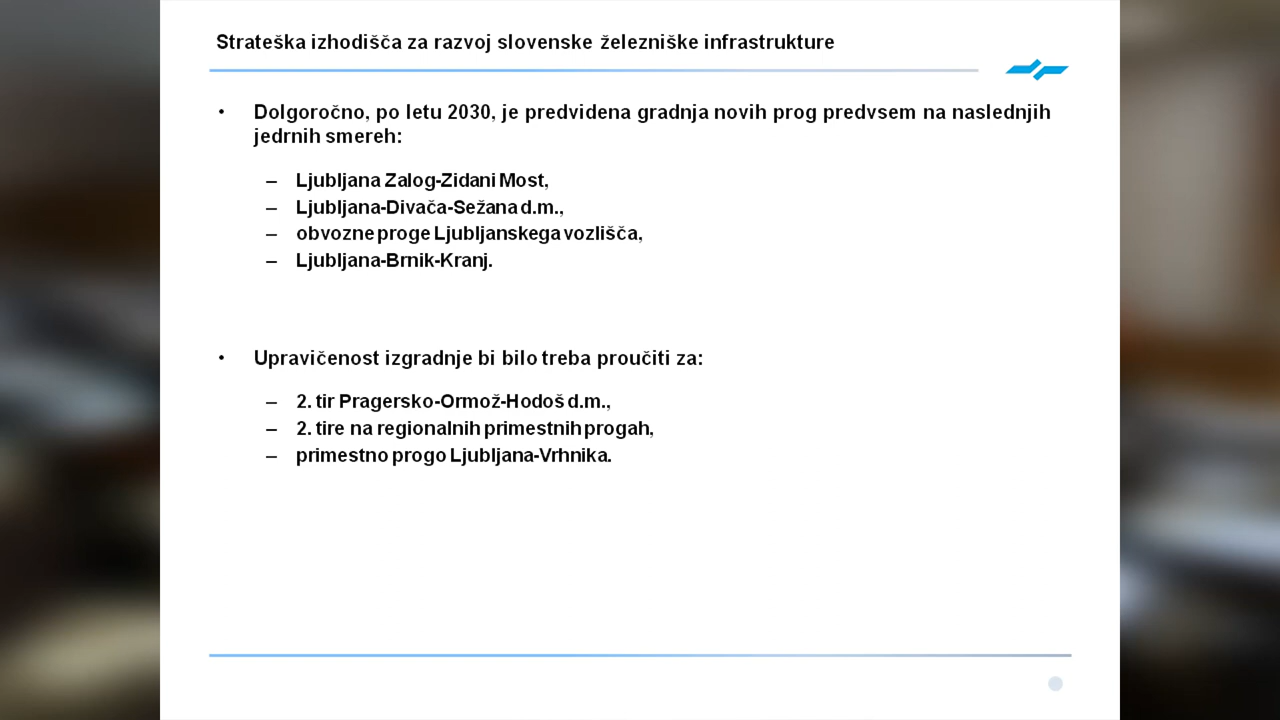 Strateška izhodišča za razvoj slovenske železniške infrastrukture
• Dolgoročno, po letu 2030, je predvidena gradnja novih prog predvsem na naslednjih
jedrnih smereh:
– Ljubljana Zalog-Zidani Most,
– Ljubljana-Divača-Sežana d.m.,
– obvozne proge Ljubljanskega vozlišča,
– Ljubljana-Brnik-Kranj.
• Upravičenost izgradnje bi bilo treba proučiti za:
– 2. tir Pragersko-Ormož-Hodoš d.m.,
– 2. tire na regionalnih primestnih progah,
– primestno progo Ljubljana-Vrhnika.